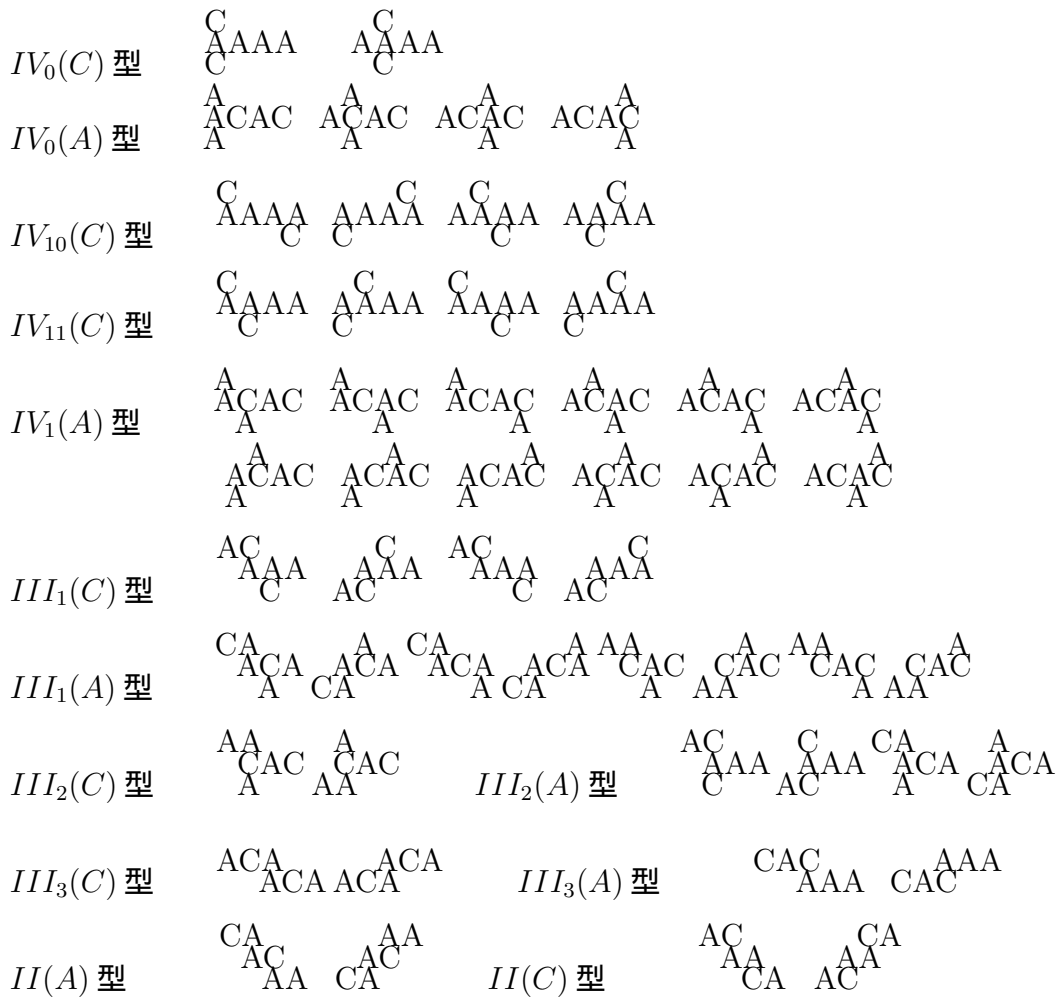 C C
AAAA AAAA
IV₀(C) 型 C C
A A A A
ACAC ACAC ACAC ACAC
IV₀(A) 型 A A A A
C C C C
AAAA AAAA AAAA AAAA
IV₁₀(C) 型 C C C C
C C C C
AAAA AAAA AAAA AAAA
IV₁₁(C) 型 C C C C
A A A A A A
ACAC ACAC ACAC ACAC ACAC ACAC
IV₁(A) 型 A A A A A A
A A A A A A
ACAC ACAC ACAC ACAC ACAC ACAC
A A A A A A
AC C AC C
AAA AAA AAA AAA
III₁(C) 型 C AC C AC
CA A CA A AA A AA A
ACA ACA ACA ACA CAC CAC CAC CAC
III₁(A) 型 A CA A CA A AA A AA
AA A AC C CA A
CAC CAC AAA AAA ACA ACA
III₂(C) 型 A AA III₂(A) 型 C AC A CA
ACA ACA CAC AAA
III₃(C) 型 ACA ACA III₃(A) 型 AAA CAC
CA AA AC CA
AC AC AA AA
II(A) 型 AA CA II(C) 型 CA AC